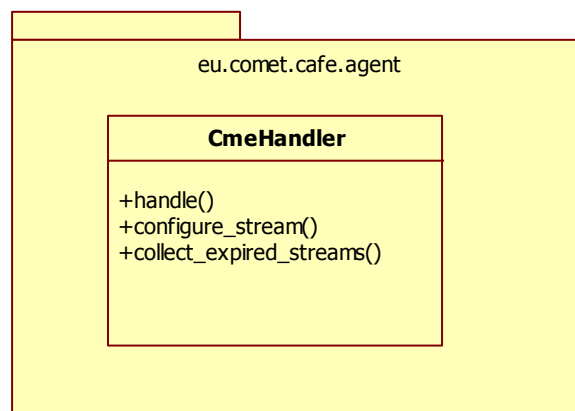 eu.comet.cafe.agent
CmeHandler
+handle()
+configure_stream()
+collect_expired_streams()